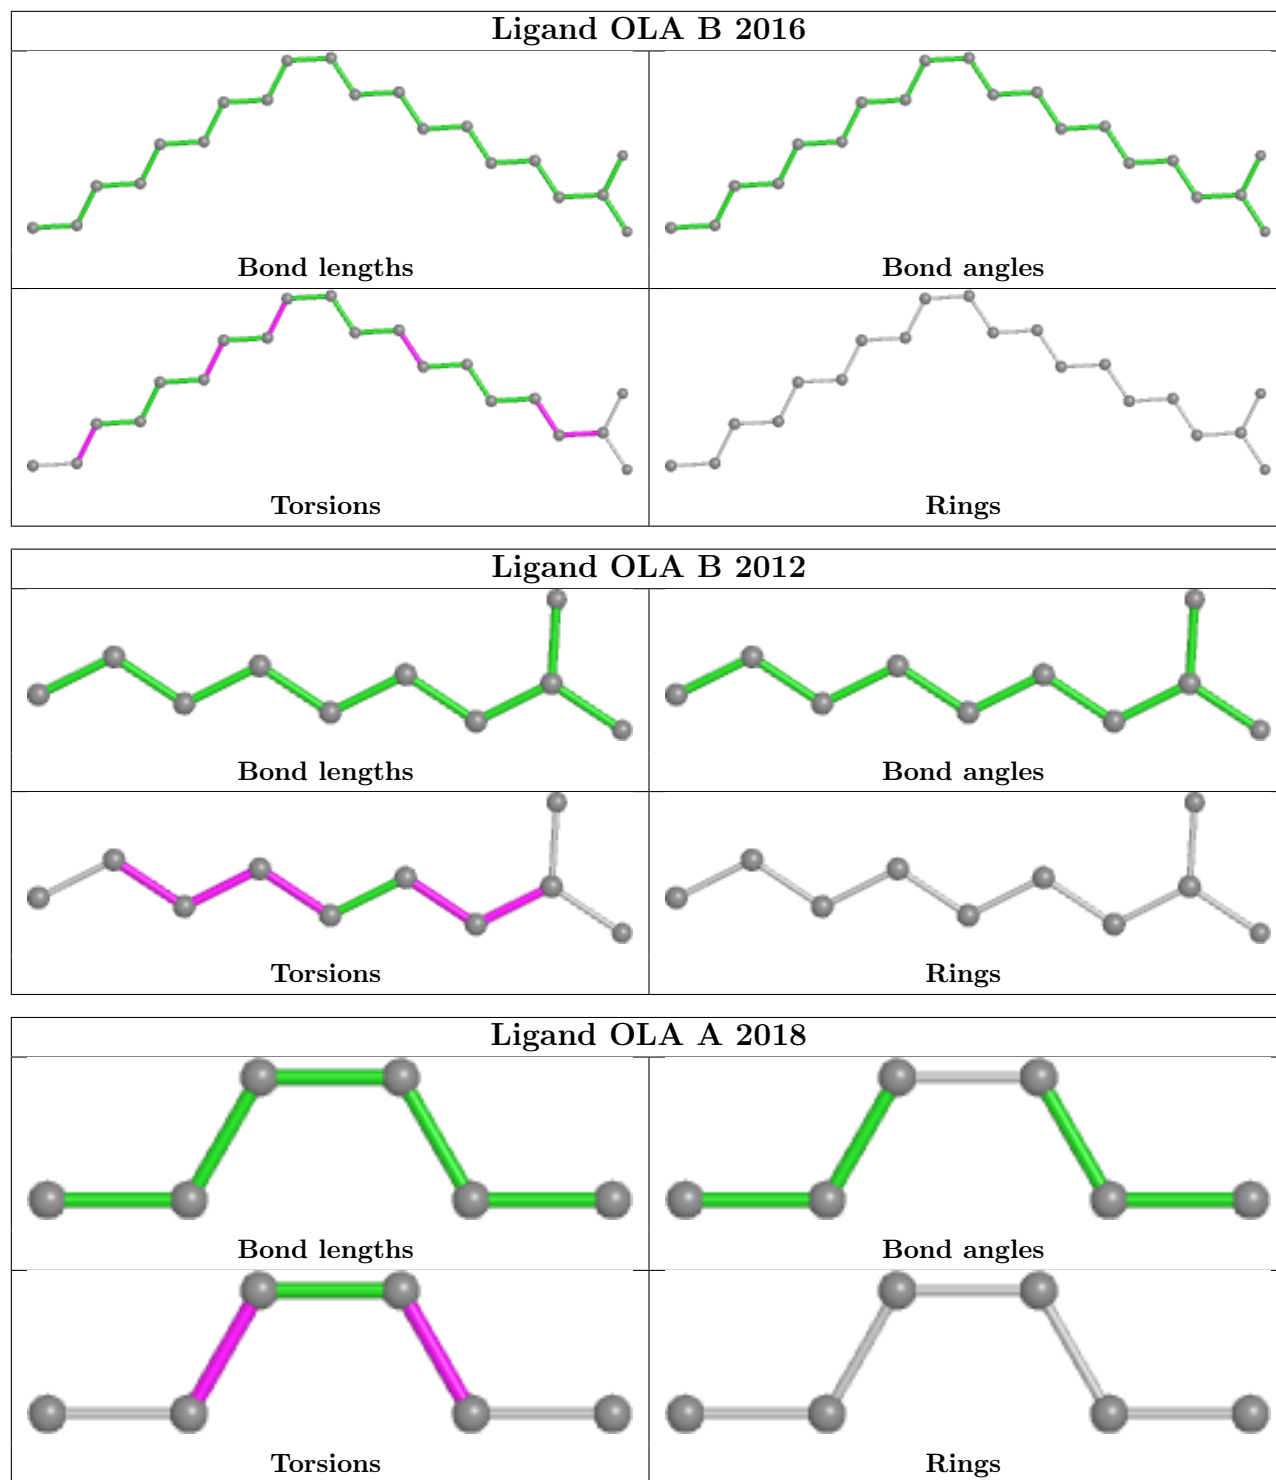 Ligand OLA B 2016
Bond lengths
Bond angles
Torsions
Rings
Ligand OLA B 2012
Bond lengths
Bond angles
Torsions
Rings
Ligand OLA A 2018
Bond lengths
Bond angles
Torsions
Rings